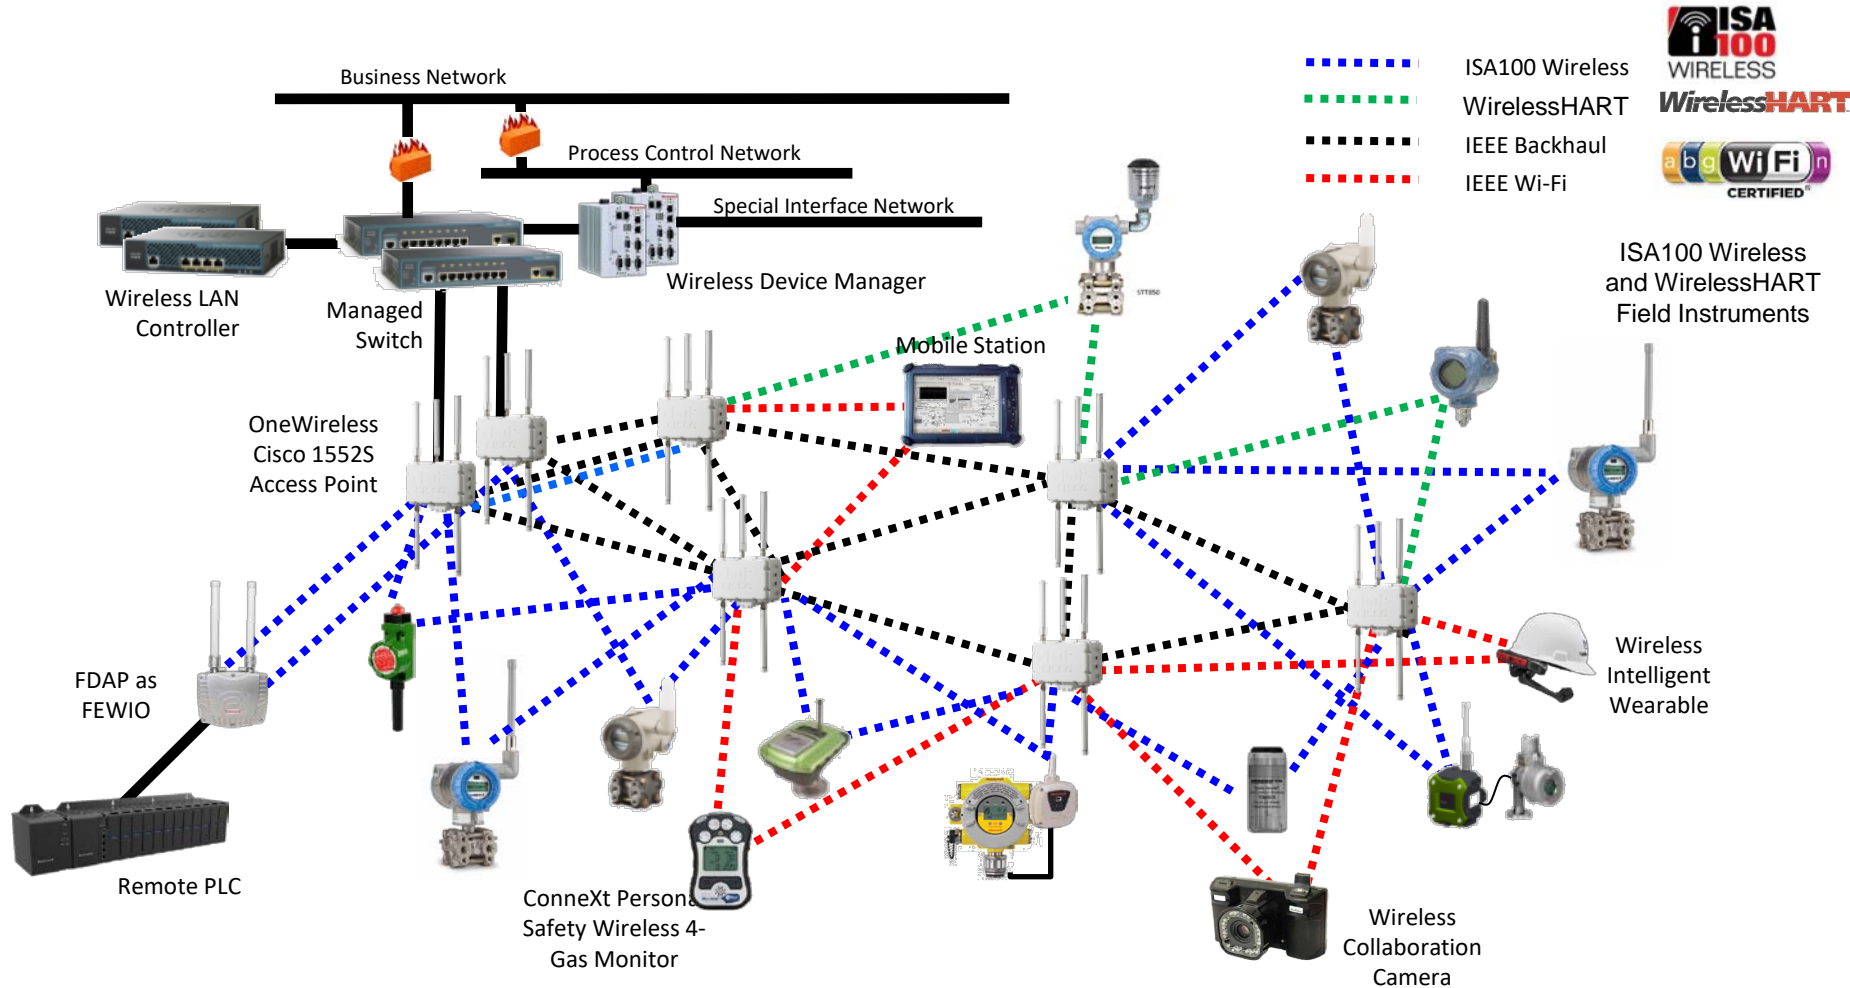 Business Network
Process Control Network
Special Interface Network
Wireless LAN
Controller
Managed
Switch
Wireless Device Manager
ISA100 Wireless
WirelessHART
IEEE Backhaul
IEEE Wi-Fi
ISA
100
WIRELESS
WirelessHART
a b g Wi Fi n
CERTIFIED
ISA100 Wireless
and WirelessHART
Field Instruments
STT850
Mobile Station
OneWireless
Cisco 1552S
Access Point
FDAP as
FEWIO
Remote PLC
ConneXt Persona
Safety Wireless 4-
Gas Monitor
Wireless
Intelligent
Wearable
Wireless
Collaboration
Camera